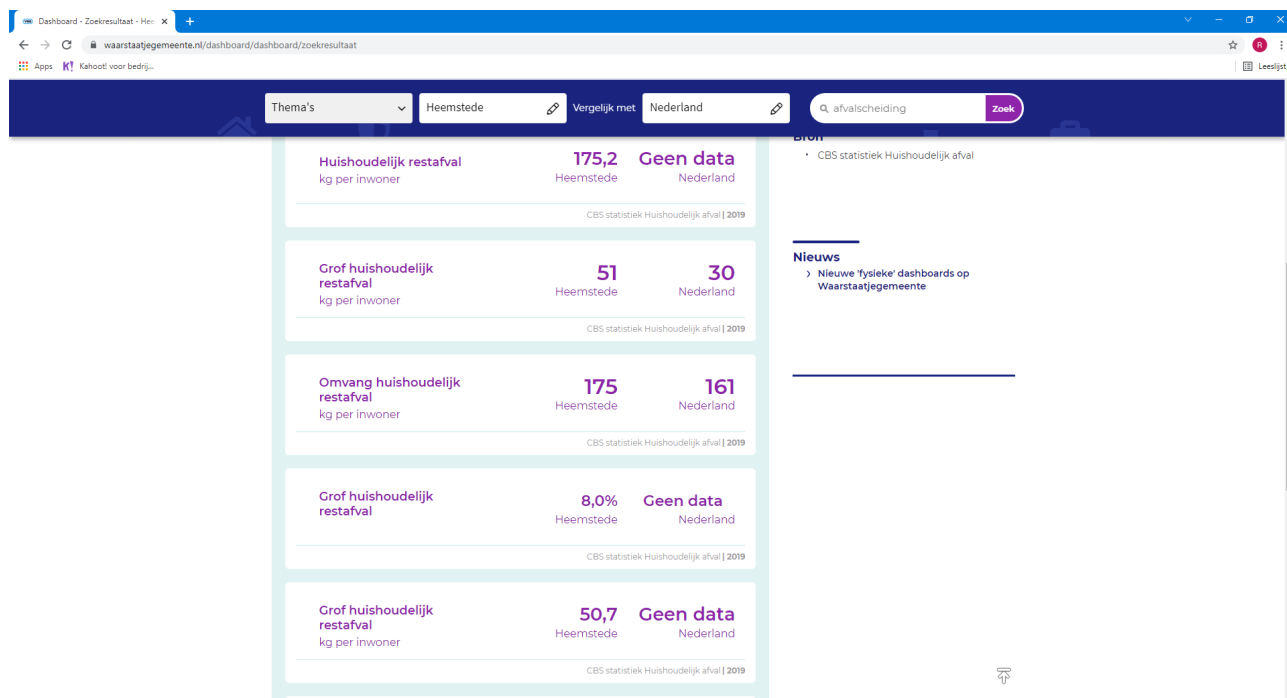 Dashboard - Zoekresultaat - Hee
waarstaatjegemeente.nl/dashboard/dashboard/zoekresultaat
R
Apps K! Kahoot! voor bedrij...
Leeslijst
Thema's
Heemstede
Vergelijk met
Nederland
afvalscheiding
Zoek
Huishoudelijk restafval
kg per inwoner
175,2
Heemstede
Geen data
Nederland
CBS statistiek Huishoudelijk afval | 2019
Grof huishoudelijk
restafval
kg per inwoner
51
Heemstede
30
Nederland
CBS statistiek Huishoudelijk afval | 2019
Omvang huishoudelijk
restafval
kg per inwoner
175
Heemstede
161
Nederland
CBS statistiek Huishoudelijk afval | 2019
Grof huishoudelijk
restafval
8,0%
Heemstede
Geen data
Nederland
CBS statistiek Huishoudelijk afval | 2019
Grof huishoudelijk
restafval
kg per inwoner
50,7
Heemstede
Geen data
Nederland
CBS statistiek Huishoudelijk afval | 2019
Bron
• CBS statistiek Huishoudelijk afval
Nieuws
Nieuwe 'fysieke' dashboards op
Waarstaatjegemeente